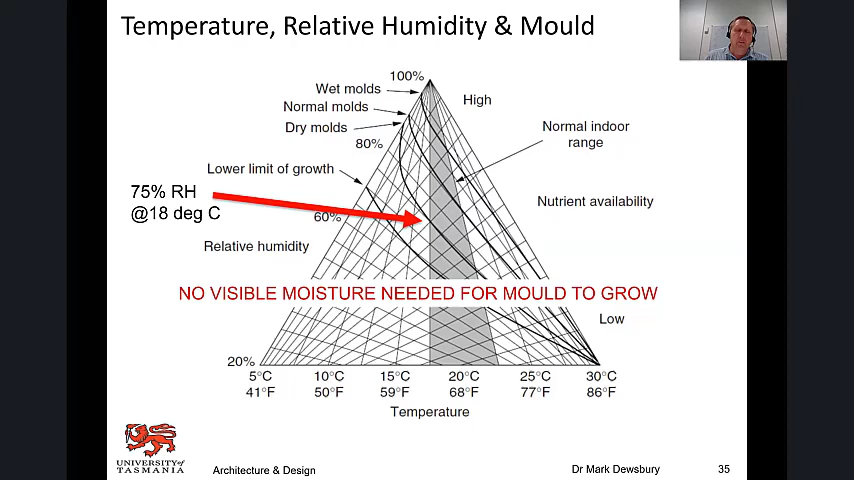 Temperature, Relative Humidity & Mould
100%
Wet molds
High
Normal molds
Dry molds
Normal indoor
range
80%
Lower limit of growth
75% RH
@18 deg C
Nutrient availability
60%
Relative humidity
NO VISIBLE MOISTURE NEEDED FOR MOULD TO GROW
Low
20%
5°C 10°C 15°C 20°C 25°C 30°C
41°F 50°F 59°F 68°F 77°F 86°F
Temperature
UNIVERSITY of
TASMANIA
Architecture & Design
Dr Mark Dewsbury
35